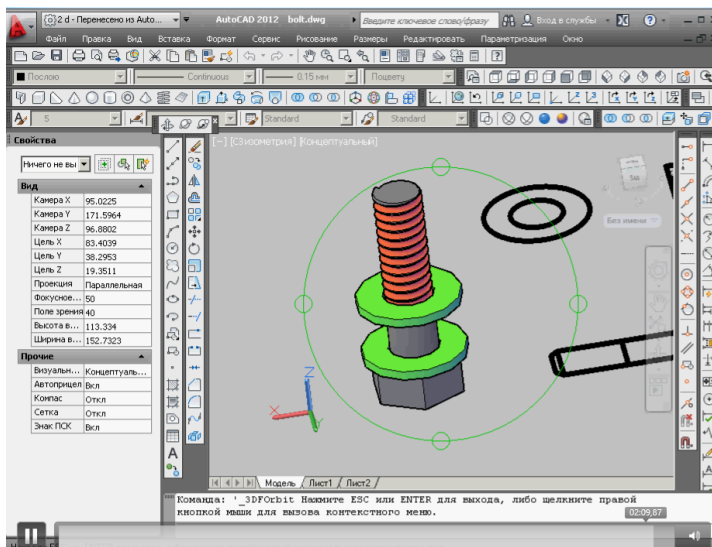 2 d - Перенесено из Auto...
AutoCAD 2012 bolt.dwg
Введите ключевое слово/фразу
Вход в службы
Файл Правка Вид Вставка Формат Сервис Рисование Размеры Редактировать Параметризация Окно
Послою
Continuous
0.15 мм
Поцвету
S
Standard
Standard
Свойства
[−] [СЗизометрия] [Концептуальный]
Ничего не вы
Вид
Камера X 95.0225
Камера Y 171.5964
Камера Z 96.8802
Цель X 83.4039
Цель Y 38.2953
Цель Z 19.3511
Проекция Параллельная
Фокусное... 50
Поле зрения 40
Высота в... 113.334
Ширина в... 152.7323
Прочие
Визуальн... Концептуаль...
Автоприцел Вкл
Компас Откл
Сетка Откл
Знак ПСК Вкл
Без имени
Z
X
Y
A
Модель Лист1 Лист2
Команда: '_3DFOrbit Нажмите ESC или ENTER для выхода, либо щелкните правой
кнопкой мыши для вызова контекстного меню.
02:09,87